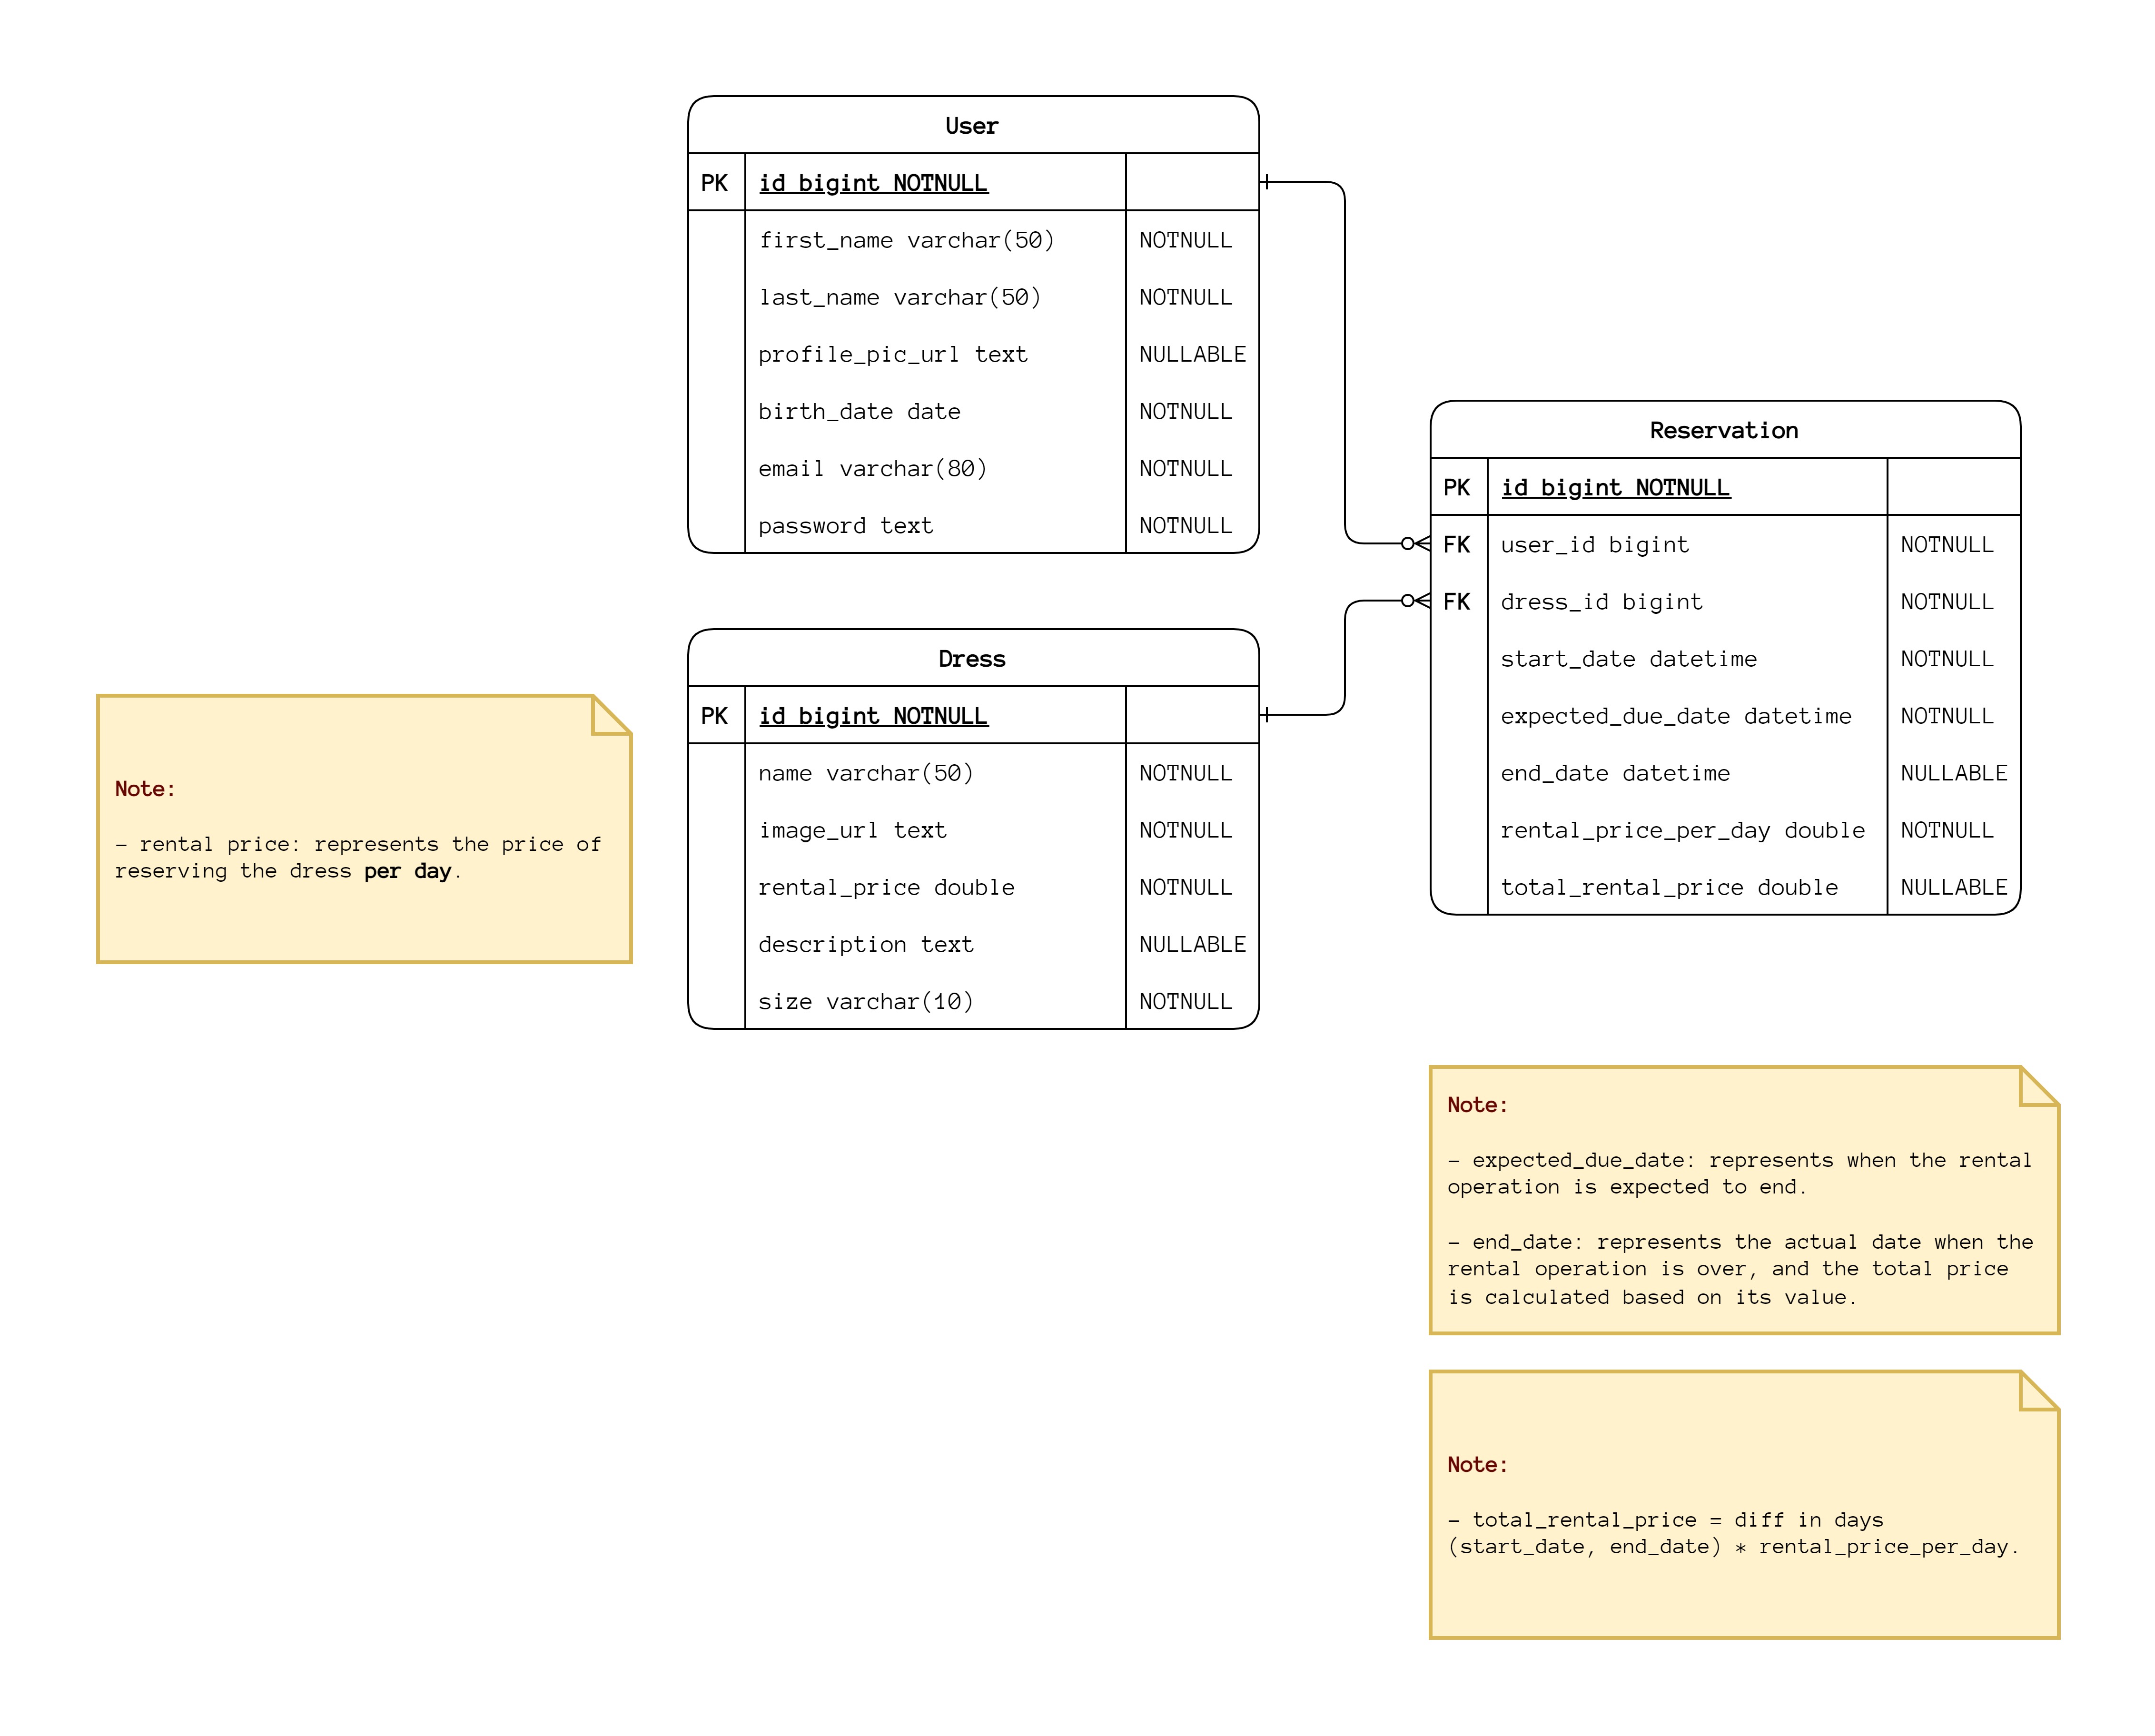 User
PK id bigint NOTNULL
first_name varchar(50) NOTNULL
last_name varchar(50) NOTNULL
profile_pic_url text NULLABLE
birth_date date NOTNULL
email varchar(80) NOTNULL
password text NOTNULL
Reservation
PK id bigint NOTNULL
FK user_id bigint NOTNULL
FK dress_id bigint NOTNULL
start_date datetime NOTNULL
expected_due_date datetime NOTNULL
end_date datetime NULLABLE
rental_price_per_day double NOTNULL
total_rental_price double NULLABLE
Dress
PK id bigint NOTNULL
name varchar(50) NOTNULL
image_url text NOTNULL
rental_price double NOTNULL
description text NULLABLE
size varchar(10) NOTNULL
Note:
- rental price: represents the price of
reserving the dress per day.
Note:
- expected_due_date: represents when the rental
operation is expected to end.
- end_date: represents the actual date when the
rental operation is over, and the total price
is calculated based on its value.
Note:
- total_rental_price = diff in days
(start_date, end_date) * rental_price_per_day.